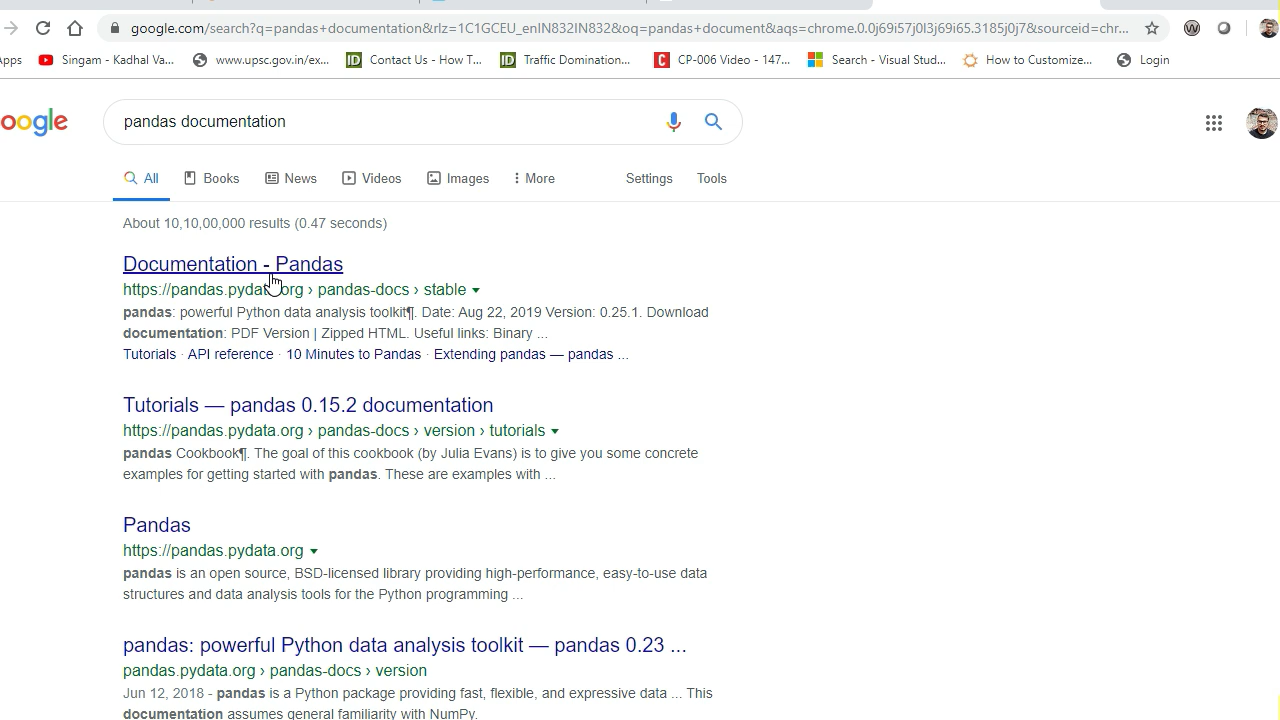 google.com/search?q=pandas+documentation&rlz=1C1GCEU_enIN832IN832&oq=pandas+document&aqs=chrome.0.0j69i57j0l3j69i65.3185j0j7&sourceid=chr...
pps Singam - Kadhal Va... www.upsc.gov.in/ex... Contact Us - How T... Traffic Domination... CP-006 Video - 147... Search - Visual Stud... How to Customize... Login
oogle pandas documentation
All Books News Videos Images More Settings Tools
About 10,10,00,000 results (0.47 seconds)
Documentation - Pandas
https://pandas.pydata.org › pandas-docs › stable
pandas: powerful Python data analysis toolkit¶. Date: Aug 22, 2019 Version: 0.25.1. Download
documentation: PDF Version | Zipped HTML. Useful links: Binary ...
Tutorials · API reference · 10 Minutes to Pandas · Extending pandas — pandas ...
Tutorials — pandas 0.15.2 documentation
https://pandas.pydata.org › pandas-docs › version › tutorials
pandas Cookbook¶. The goal of this cookbook (by Julia Evans) is to give you some concrete
examples for getting started with pandas. These are examples with ...
Pandas
https://pandas.pydata.org
pandas is an open source, BSD-licensed library providing high-performance, easy-to-use data
structures and data analysis tools for the Python programming ...
pandas: powerful Python data analysis toolkit — pandas 0.23 ...
pandas.pydata.org › pandas-docs › version
Jun 12, 2018 - pandas is a Python package providing fast, flexible, and expressive data ... This
documentation assumes general familiarity with NumPy.